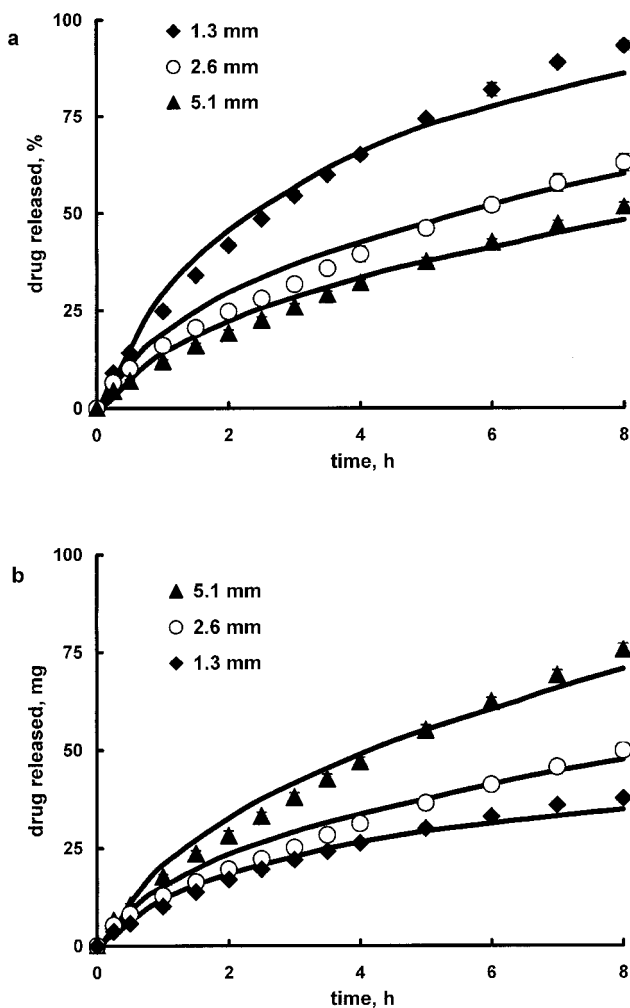 a
1.3 mm
2.6 mm
5.1 mm
100
75
50
25
0
drug released, %
0 2 4 6 8
time, h
b
5.1 mm
2.6 mm
1.3 mm
100
75
50
25
0
drug released, mg
0 2 4 6 8
time, h